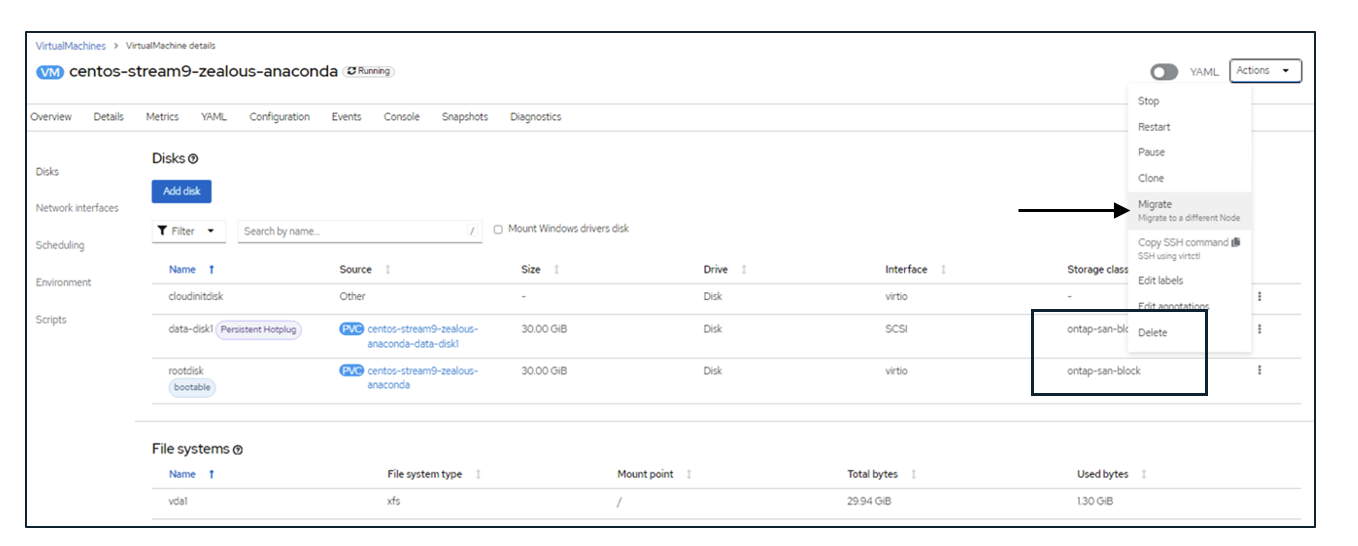 VirtualMachines > VirtualMachine details
VM centos-stream9-zealous-anaconda Running
YAML Actions
Stop
Restart
Pause
Clone
Migrate
Migrate to a different Node
Copy SSH command
SSH using virtctl
Edit labels
Edit annotations
Delete
Overview Details Metrics YAML Configuration Events Console Snapshots Diagnostics
Disks
Network interfaces
Scheduling
Environment
Scripts
Disks
Add disk
Filter Search by name... / Mount Windows drivers disk
Name Source Size Drive Interface Storage class
cloudinitdisk Other - Disk virtio -
data-disk1 Persistent Hotplug PVC centos-stream9-zealous- 30.00 GiB Disk SCSI
anaconda-data-disk1
rootdisk PVC centos-stream9-zealous- 30.00 GiB Disk virtio ontap-san-block
bootable anaconda
File systems
Name File system type Mount point Total bytes Used bytes
vda1 xfs / 29.94 GiB 1.30 GiB